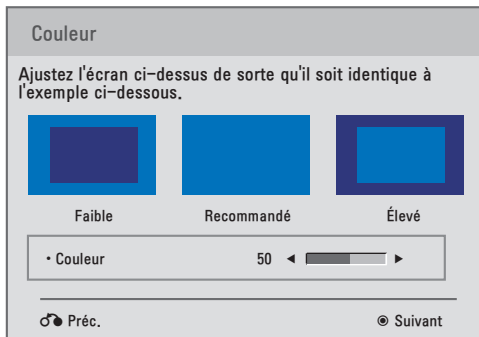 Couleur
Ajustez l'écran ci-dessus de sorte qu'il soit identique à
l'exemple ci-dessous.
Faible Recommandé Élevé
• Couleur 50 ◄ ►
Préc. ◉ Suivant